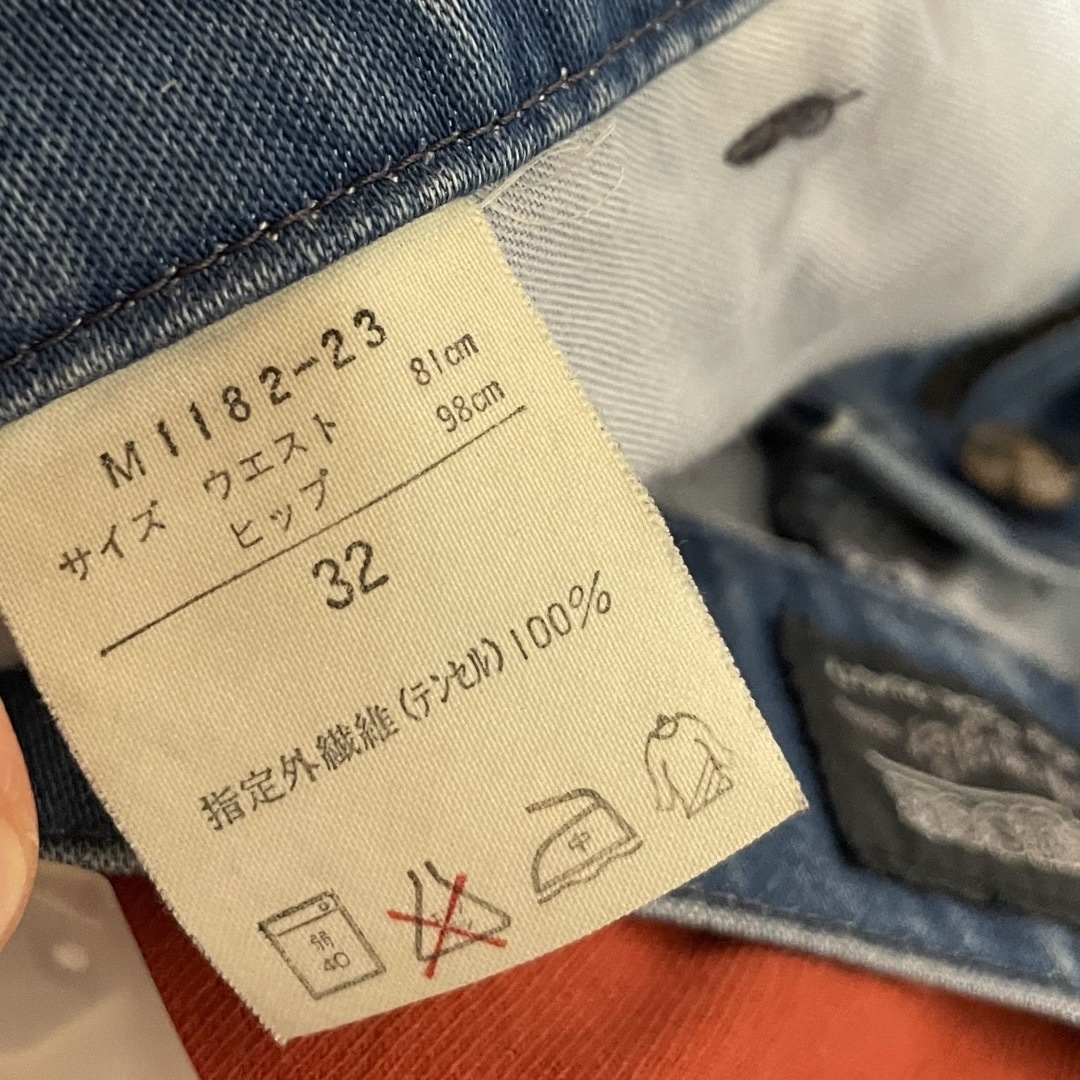 M1182-23
サイズ ウエスト 81cm
ヒップ 98cm
32
指定外繊維(テンセル)100%
弱
40
中